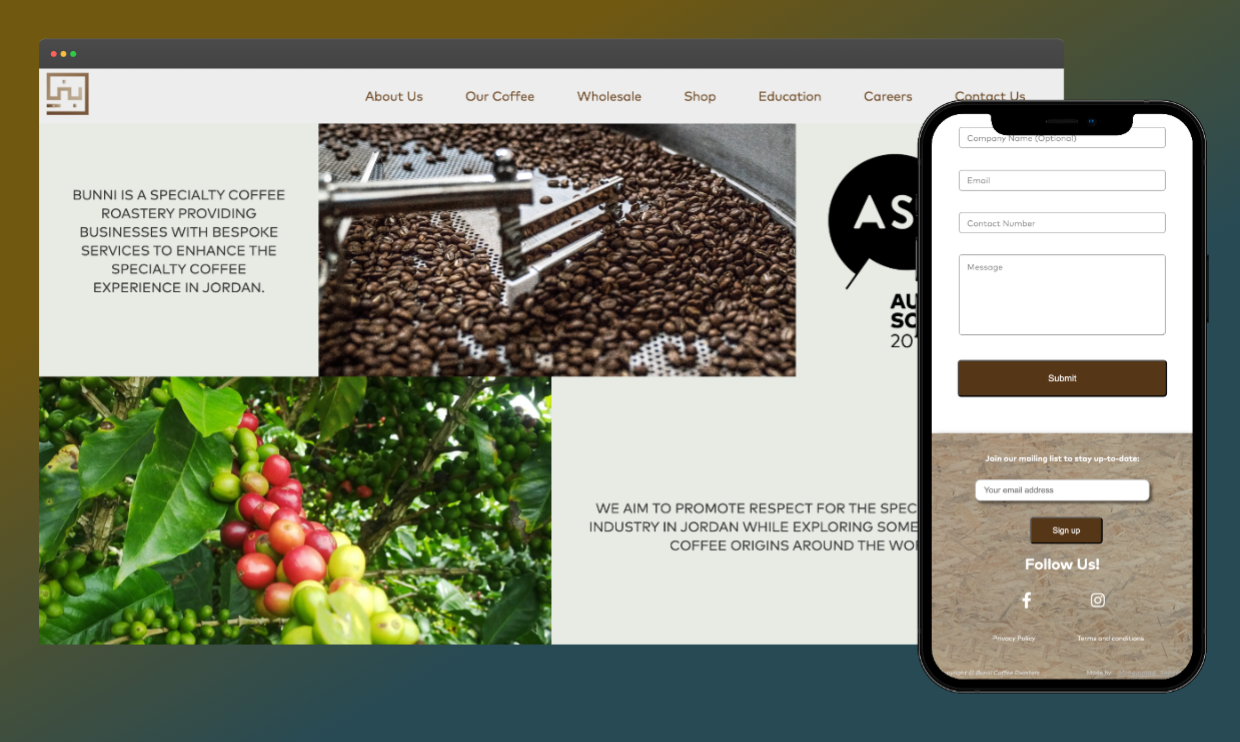 About Us
Our Coffee
Wholesale
Shop
Education
Careers
Contact Us
BUNNI IS A SPECIALTY COFFEE
ROASTERY PROVIDING
BUSINESSES WITH BESPOKE
SERVICES TO ENHANCE THE
SPECIALTY COFFEE
EXPERIENCE IN JORDAN.
AS
AU
SO
20
WE AIM TO PROMOTE RESPECT FOR THE SPEC
INDUSTRY IN JORDAN WHILE EXPLORING SOME
COFFEE ORIGINS AROUND THE WO
Company Name (Optional)
Email
Contact Number
Message
Submit
Join our mailing list to stay up-to-date:
Your email address
Sign up
Follow Us!
Privacy Policy
Terms and conditions
© Bunni Coffee Roasters
Made by